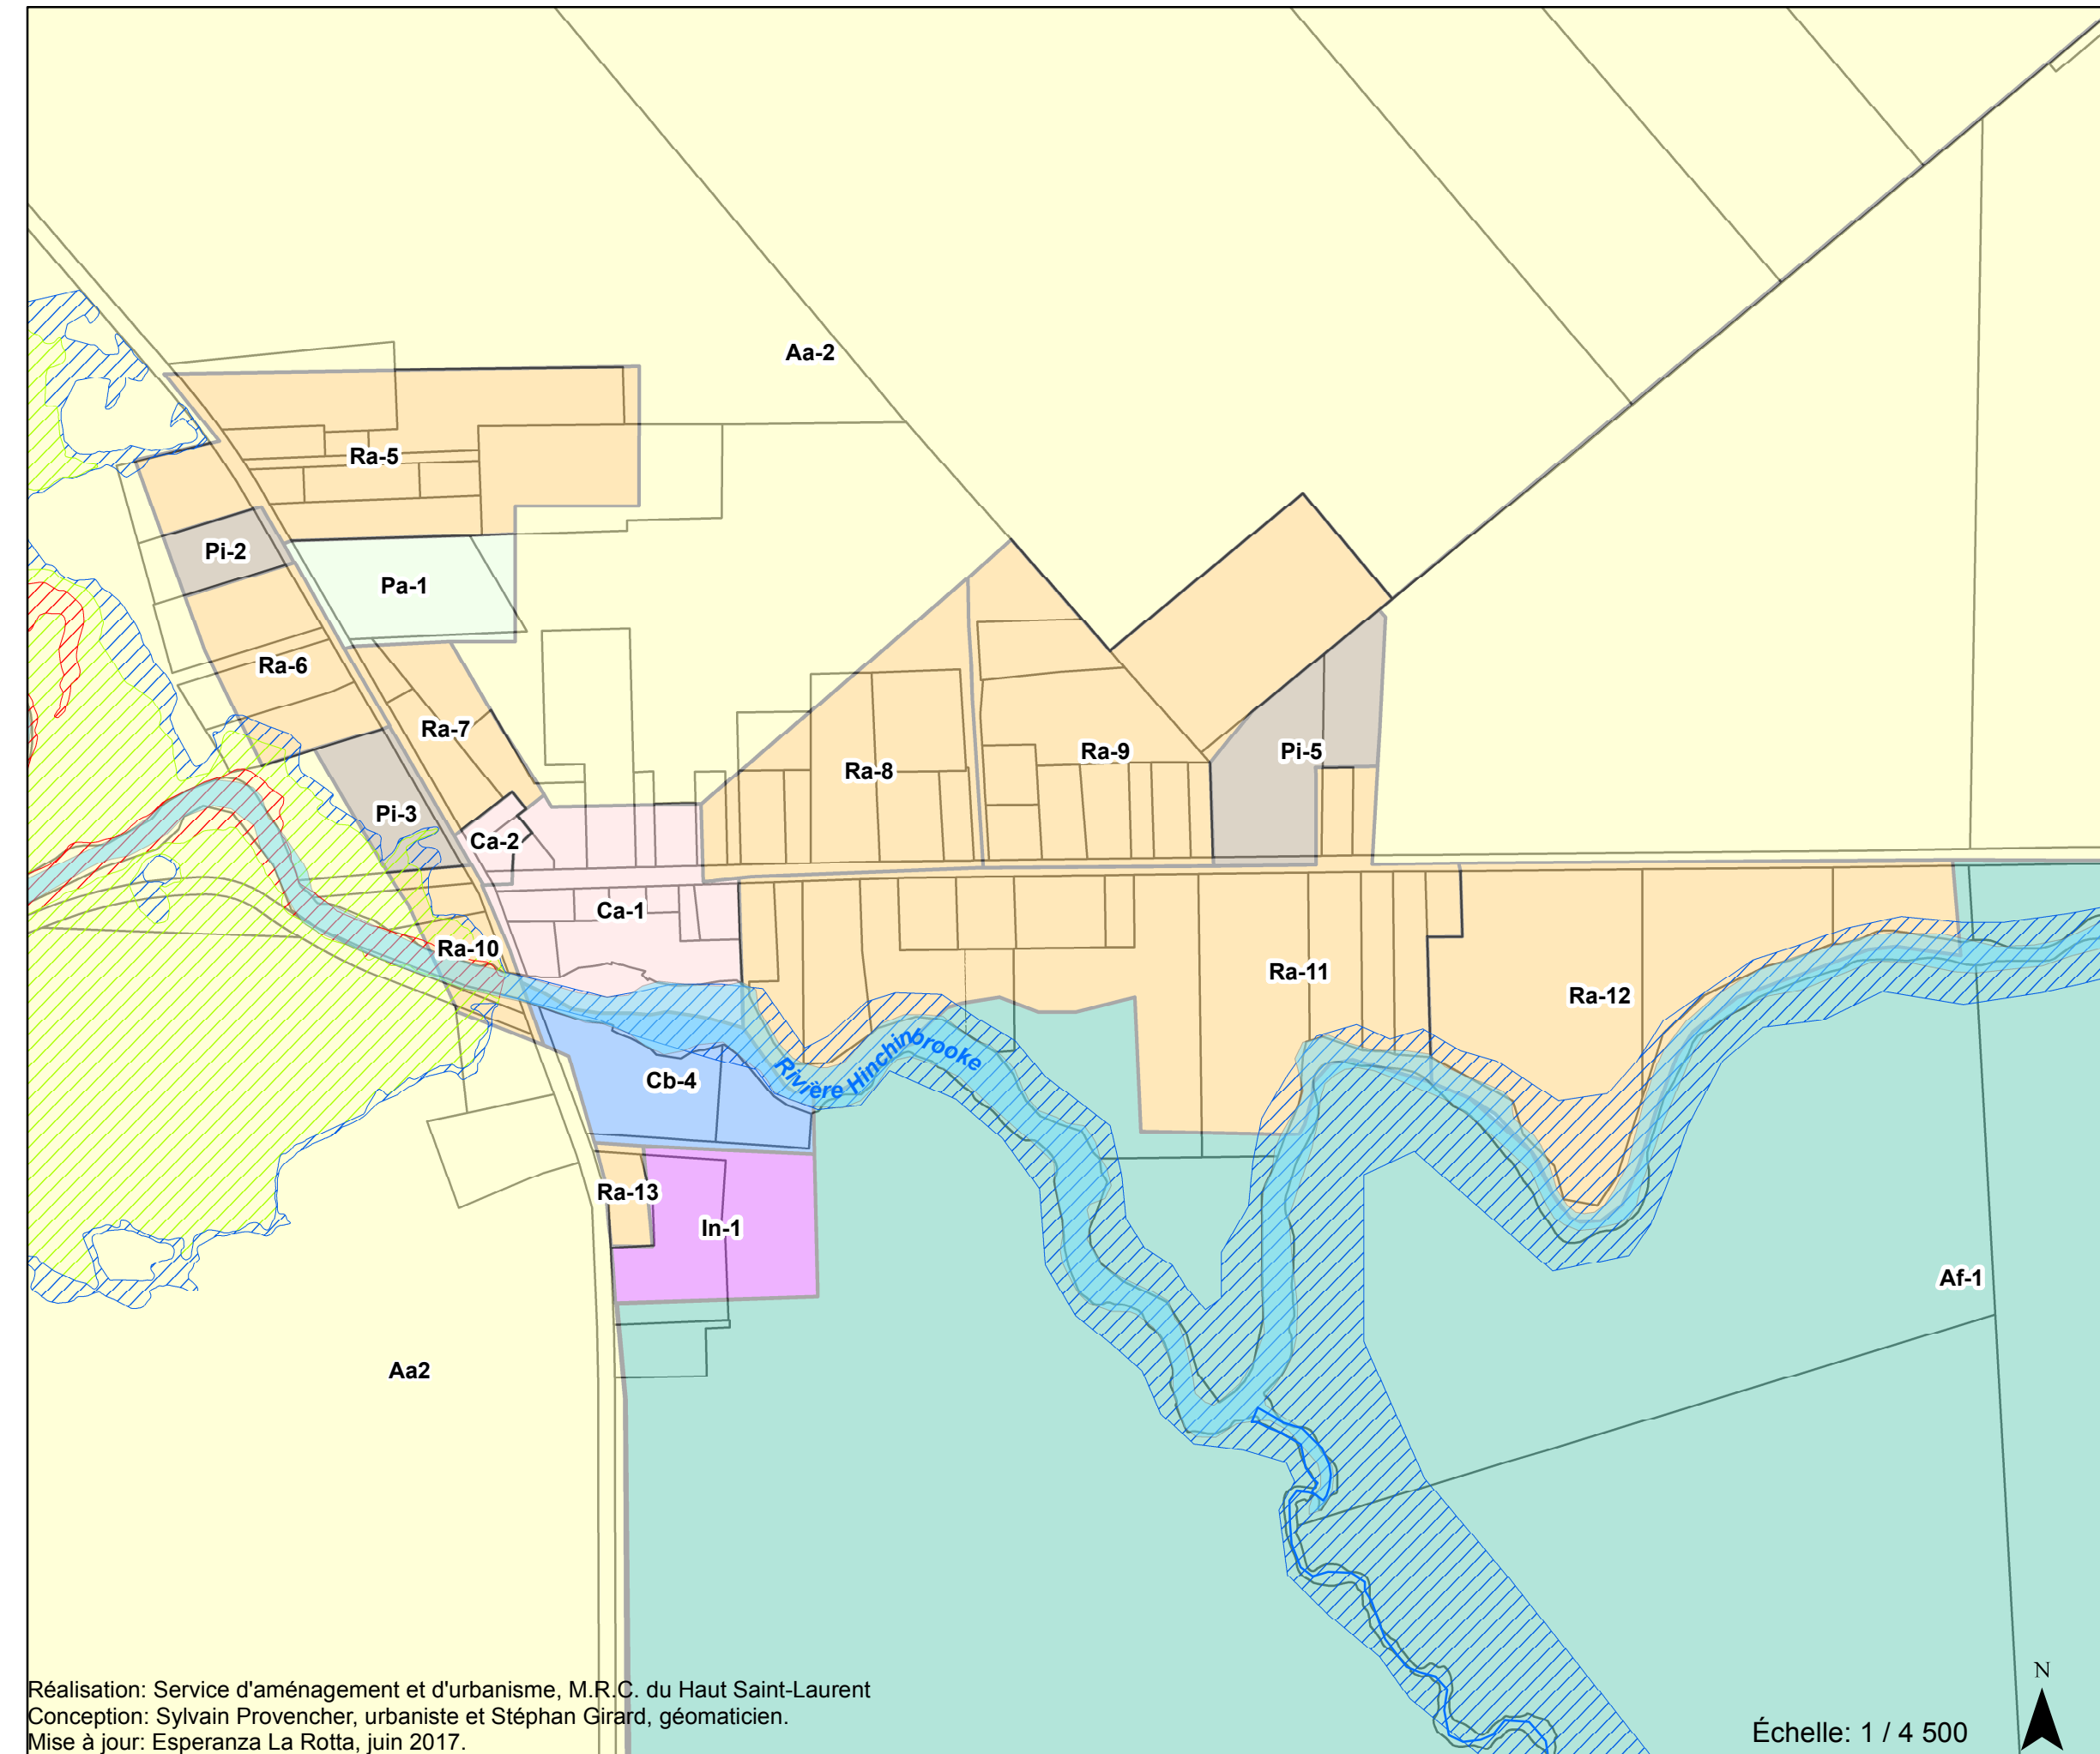 Aa-2
Ra-5
Pi-2
Pa-1
Ra-6
Ra-7
Ra-8
Ra-9
Pi-5
Pi-3
Ca-2
Ca-1
Ra-10
Ra-11
Ra-12
Rivière Hinchinbrooke
Cb-4
Ra-13
In-1
Af-1
Aa2
Réalisation: Service d'aménagement et d'urbanisme, M.R.C. du Haut Saint-Laurent
Conception: Sylvain Provencher, urbaniste et Stéphan Girard, géomaticien.
Mise à jour: Esperanza La Rotta, juin 2017.
Échelle: 1 / 4 500
N